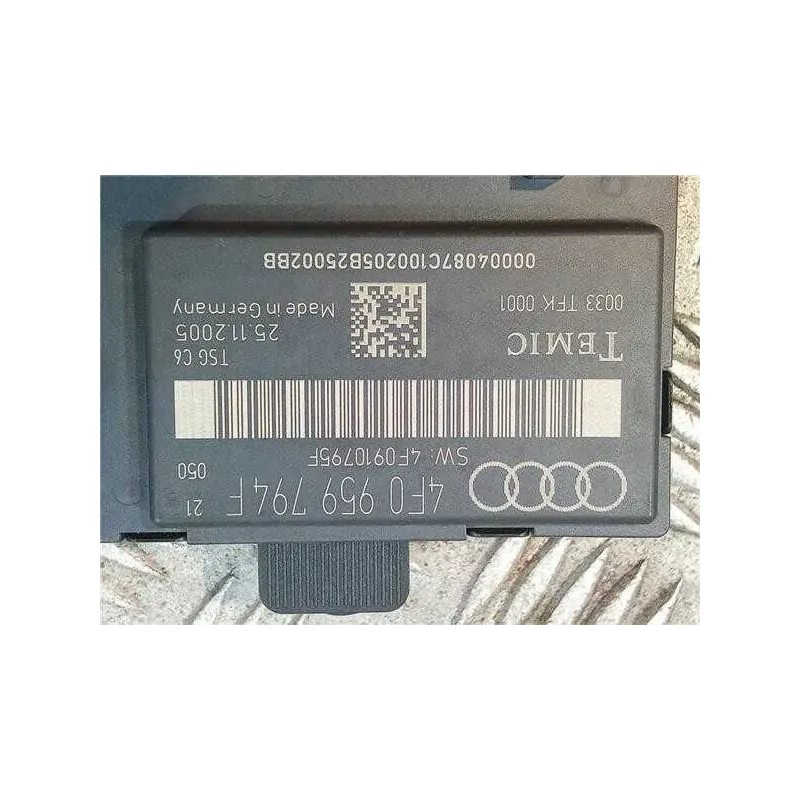 4F0 959 794 F 21
SW: 4F0910795F 050
TEMIC TSG C6
25.11.2005
0033 TFK 0001 Made in Germany
00004087C100205B25002BB